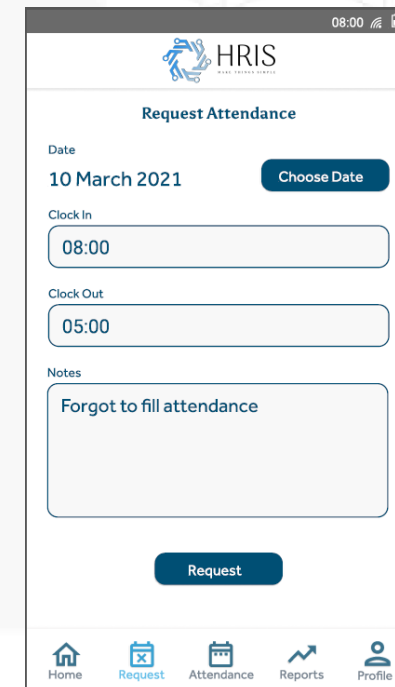 08:00
HRIS
MAKE THINGS SIMPLE
Request Attendance
Date
10 March 2021
Choose Date
Clock In
08:00
Clock Out
05:00
Notes
Forgot to fill attendance
Request
Home
Request
Attendance
Reports
Profile